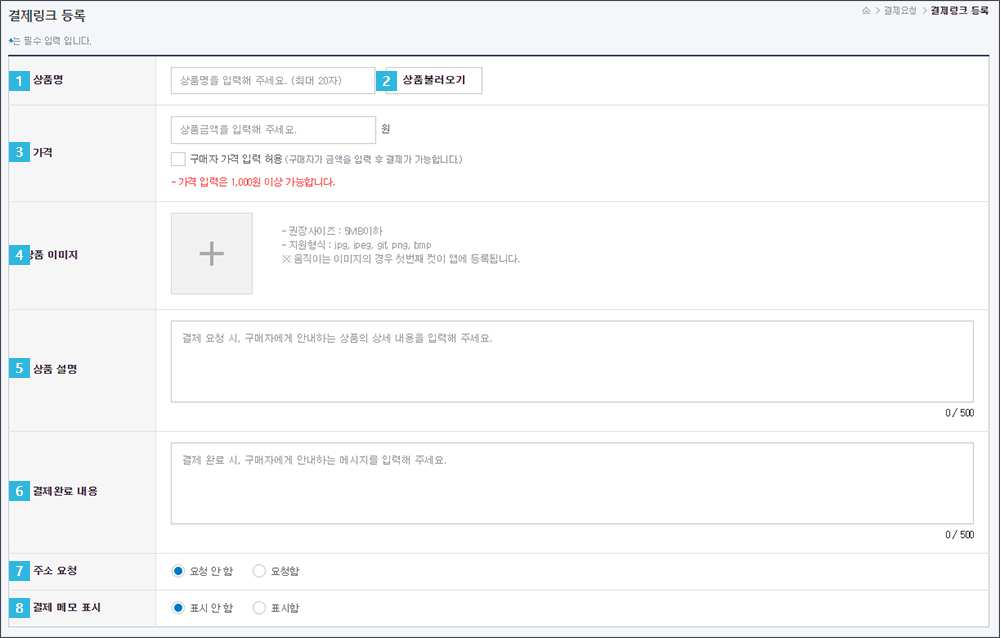 결제링크 등록
결제요청 > 결제링크 등록
*는 필수 입력 입니다.
1 상품명
상품명을 입력해 주세요. (최대 20자)
2 상품불러오기
3 가격
상품금액을 입력해 주세요. 원
구매자 가격 입력 허용 (구매자가 금액을 입력 후 결제가 가능합니다.)
- 가격 입력은 1,000원 이상 가능합니다.
4 상품 이미지
- 권장사이즈 : 5MB이하
- 지원형식 : jpg, jpeg, gif, png, bmp
※ 움직이는 이미지의 경우 첫번째 컷이 앱에 등록됩니다.
5 상품 설명
결제 요청 시, 구매자에게 안내하는 상품의 상세 내용을 입력해 주세요.
0 / 500
6 결제완료 내용
결제 완료 시, 구매자에게 안내하는 메시지를 입력해 주세요.
0 / 500
7 주소 요청
요청 안 함 요청함
8 결제 메모 표시
표시 안 함 표시함